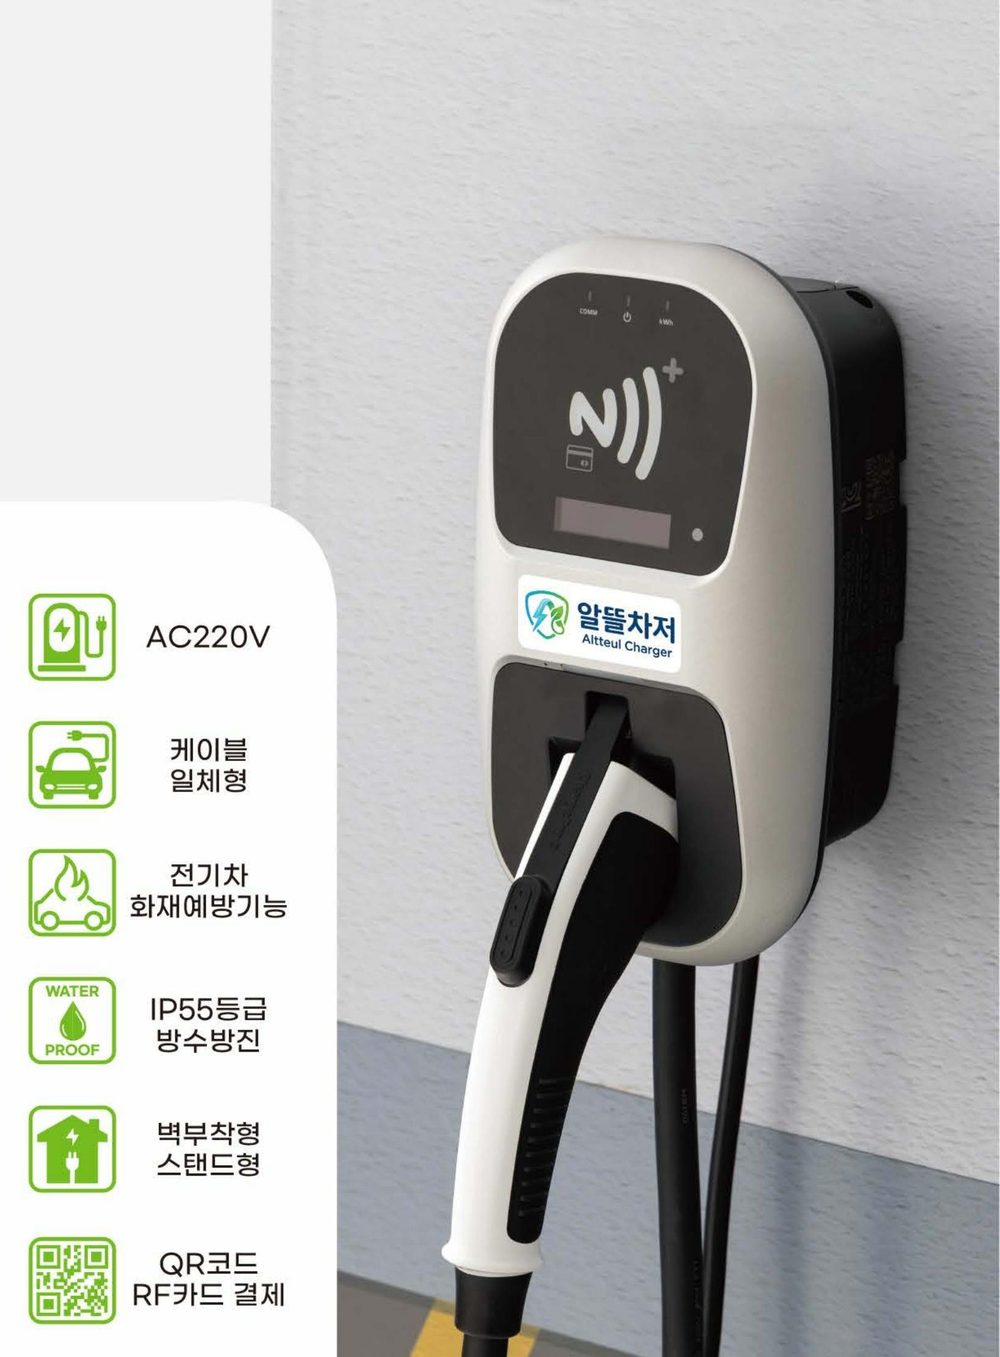 COMM
kWh
알뜰차저
Altteul Charger
AC220V
케이블
일체형
전기차
화재예방기능
WATER
PROOF
IP55등급
방수방진
벽부착형
스탠드형
QR코드
RF카드 결제